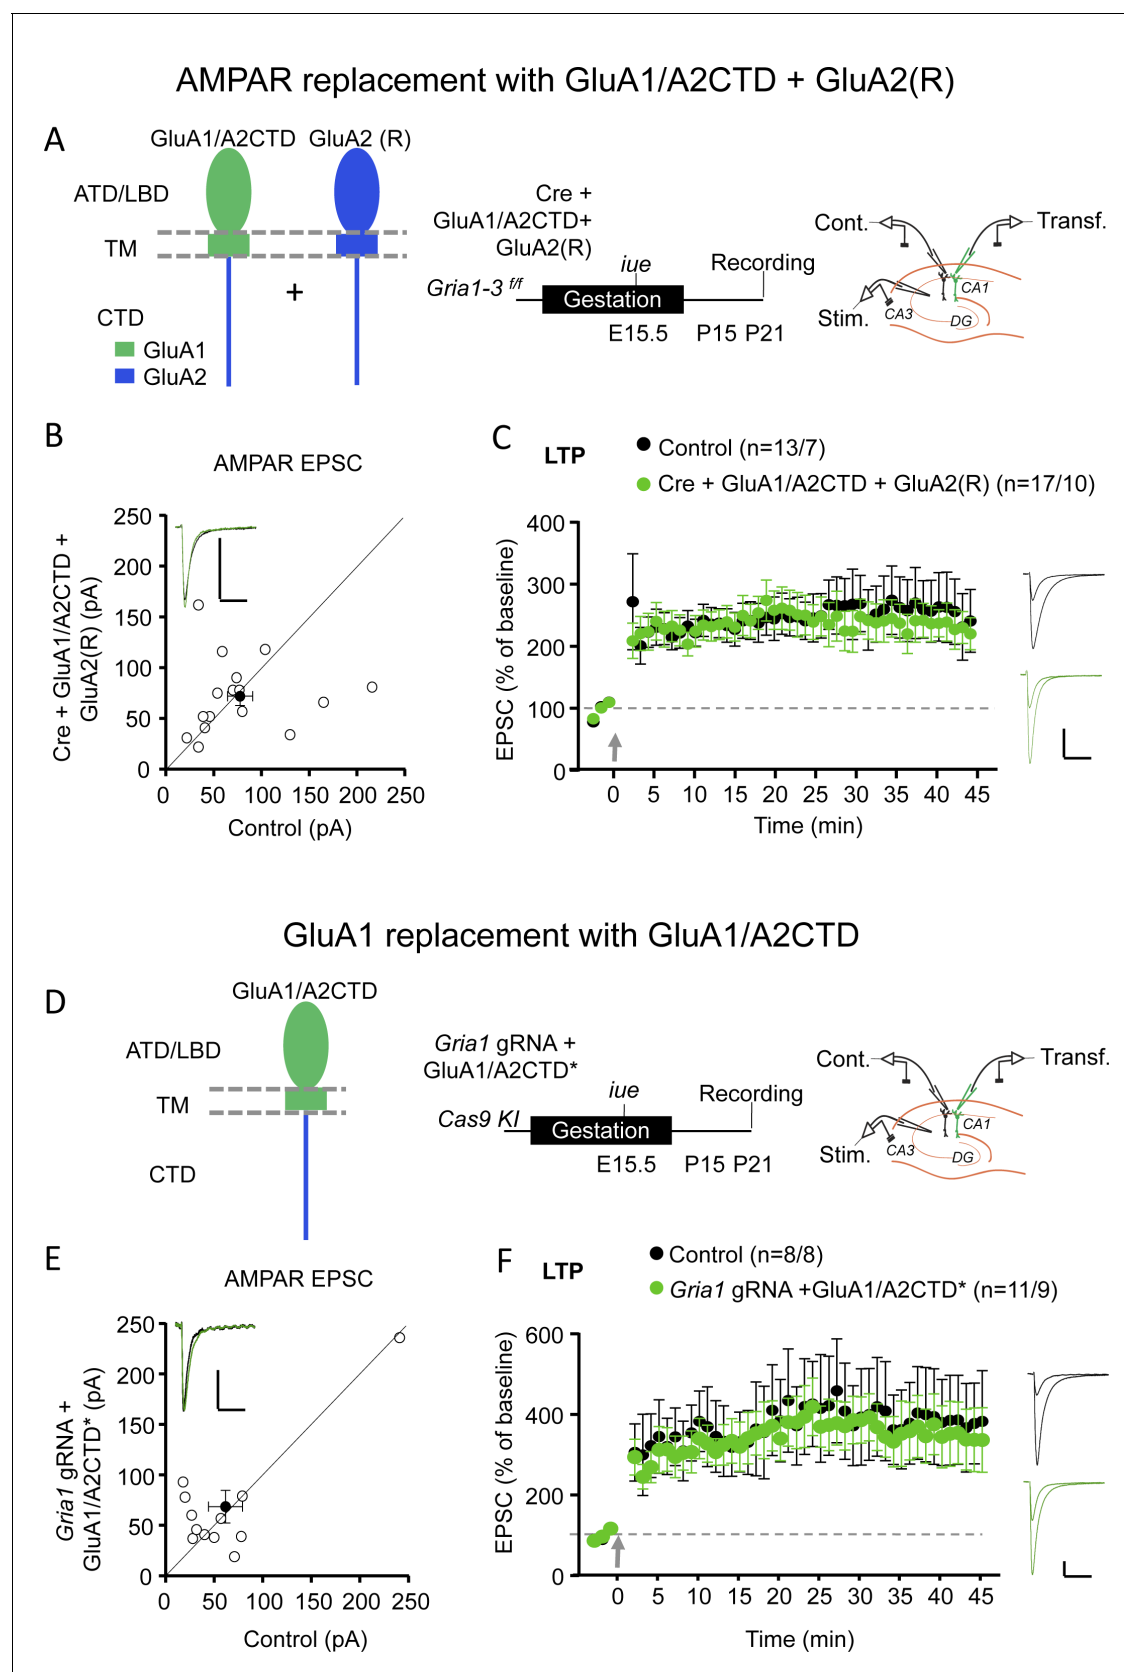 AMPAR replacement with GluA1/A2CTD + GluA2(R)
A
GluA1/A2CTD GluA2 (R)
ATD/LBD
TM
CTD
+
GluA1
GluA2
Cre +
GluA1/A2CTD+
GluA2(R)
iue
Recording
Gria1-3 f/f
Gestation
E15.5 P15 P21
Cont.
Transf.
Stim.
CA3
CA1
DG
B
AMPAR EPSC
Cre + GluA1/A2CTD +
GluA2(R) (pA)
250
200
150
100
50
0
0 50 100 150 200 250
Control (pA)
C
LTP
Control (n=13/7)
Cre + GluA1/A2CTD + GluA2(R) (n=17/10)
EPSC (% of baseline)
400
300
200
100
0
0 5 10 15 20 25 30 35 40 45
Time (min)
GluA1 replacement with GluA1/A2CTD
D
GluA1/A2CTD
ATD/LBD
TM
CTD
Gria1 gRNA +
GluA1/A2CTD*
iue
Recording
Cas9 KI
Gestation
E15.5 P15 P21
Cont.
Transf.
Stim.
CA3
CA1
DG
E
AMPAR EPSC
Gria1 gRNA +
GluA1/A2CTD* (pA)
250
200
150
100
50
0
0 50 100 150 200 250
Control (pA)
F
LTP
Control (n=8/8)
Gria1 gRNA +GluA1/A2CTD* (n=11/9)
EPSC (% of baseline)
600
400
200
0
0 5 10 15 20 25 30 35 40 45
Time (min)